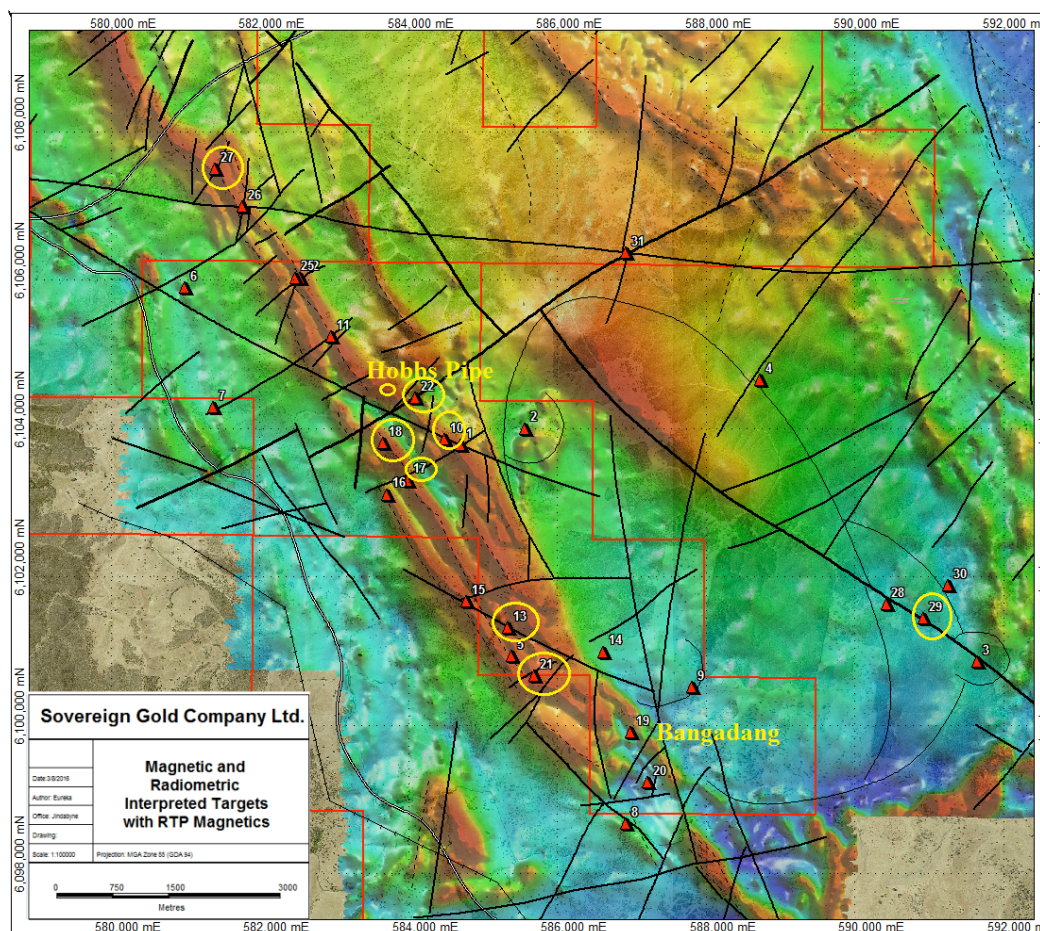 580,000 mE 582,000 mE 584,000 mE 586,000 mE 588,000 mE 590,000 mE 592,000 mE
6,108,000 mN
27
26
31
6,106,000 mN
252
6
11
4
Hobbs Pipe
22
7
6,104,000 mN
2
18
10
1
17
16
6,102,000 mN
30
15
28
29
13
14
5
3
21
9
6,100,000 mN
19
Bangadang
20
8
6,098,000 mN
Sovereign Gold Company Ltd.
Date:3/8/2016
Author: Eureka
Office: Jindabyne
Drawing:
Scale: 1:100000
Magnetic and
Radiometric
Interpreted Targets
with RTP Magnetics
Projection: MGA Zone 55 (GDA 94)
0 750 1500 3000
Metres
580,000 mE 582,000 mE 584,000 mE 586,000 mE 588,000 mE 590,000 mE 592,000 mE